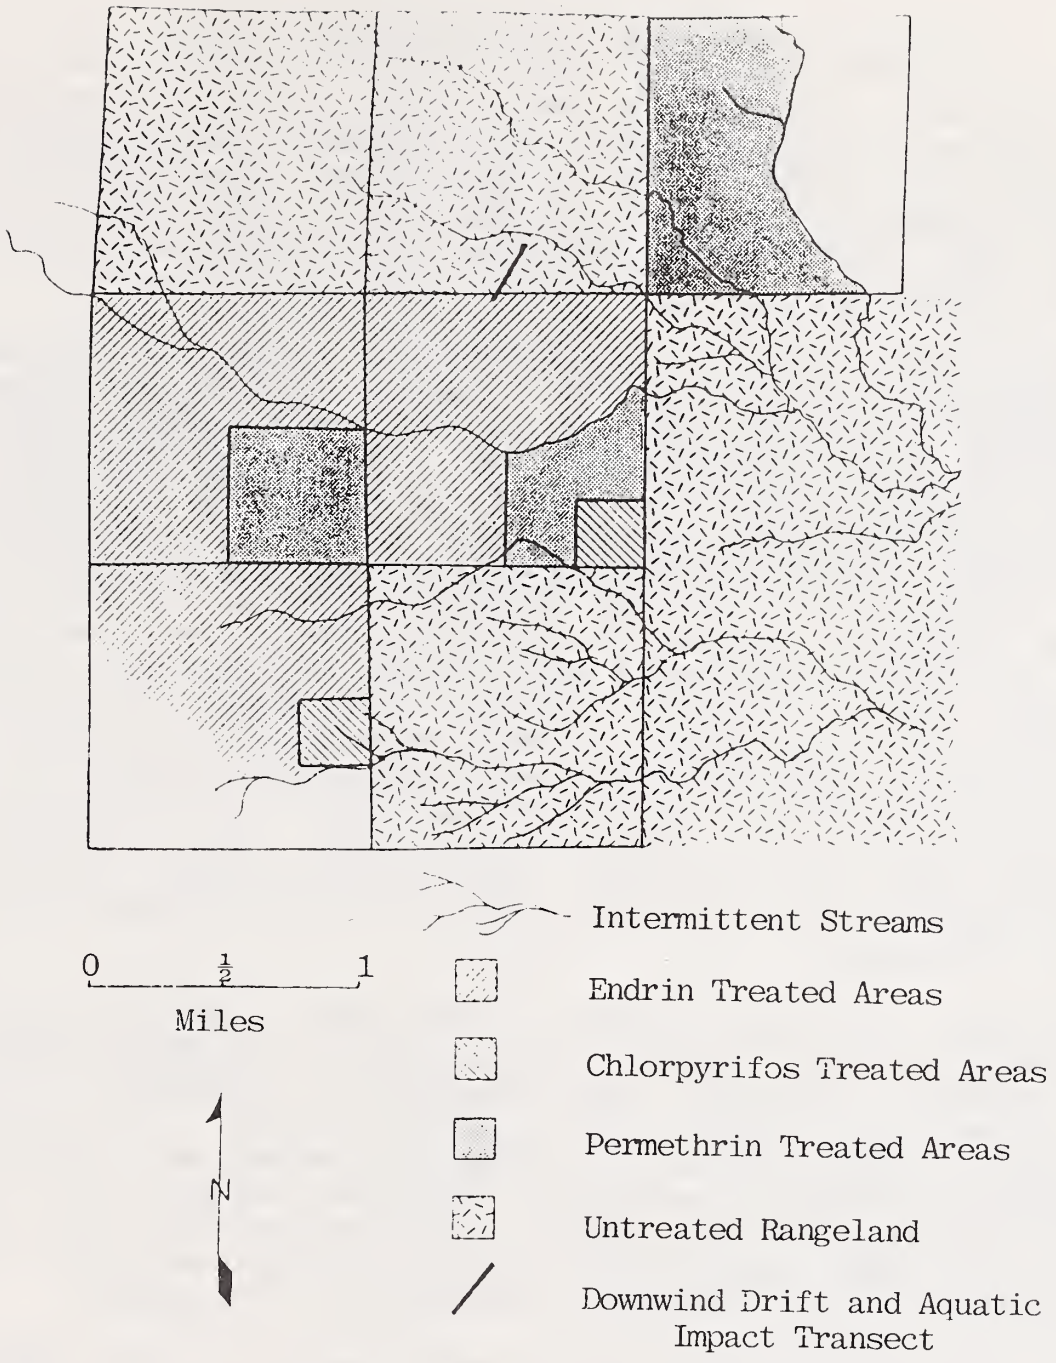 Intermittent Streams
0 ½ 1
Miles
Endrin Treated Areas
Chlorpyrifos Treated Areas
Permethrin Treated Areas
N
Untreated Rangeland
Downwind Drift and Aquatic
Impact Transect